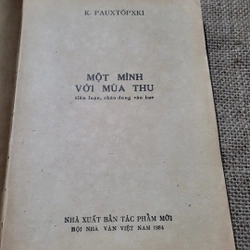 K. PAUXTÔPXKI
MỘT MÌNH
VỚI MÙA THU
tiểu luận, chân dung văn học
NHÀ XUẤT BẢN TÁC PHẨM MỚI
HỘI NHÀ VĂN VIỆT NAM 1984